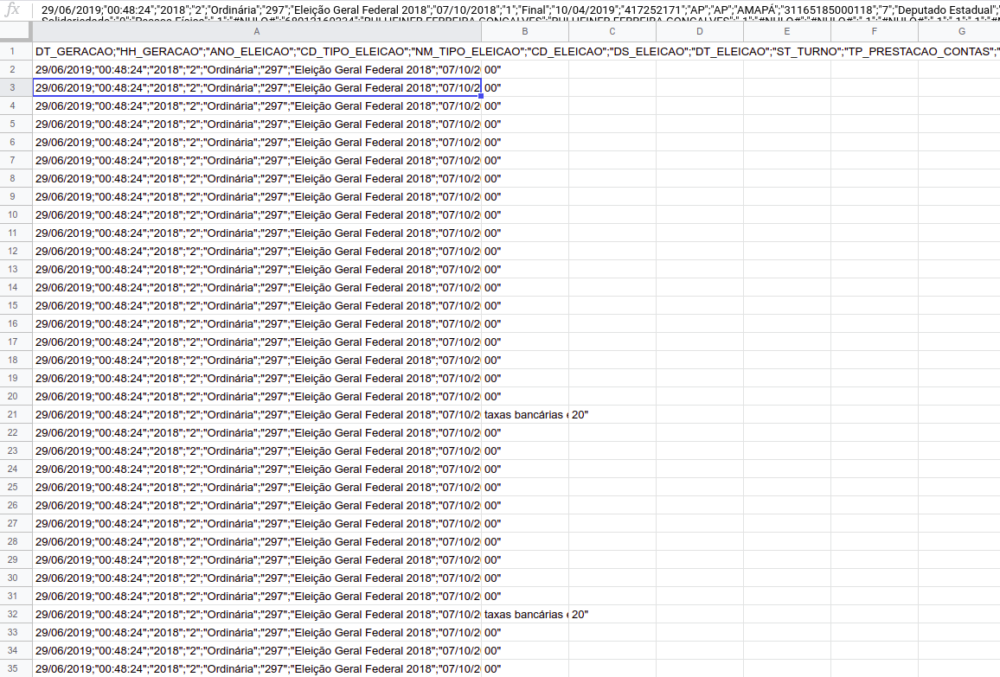 fx 29/06/2019;"00:48:24";"2018";"2";"Ordinária";"297";"Eleição Geral Federal 2018";"07/10/2018";"1";"Final";"10/04/2019";"417252171";"AP";"AP";"AMAPÁ";"31165185000118";"7";"Deputado Estadual";"
A B C D E F G
1 DT_GERACAO;"HH_GERACAO";"ANO_ELEICAO";"CD_TIPO_ELEICAO";"NM_TIPO_ELEICAO";"CD_ELEICAO";"DS_ELEICAO";"DT_ELEICAO";"ST_TURNO";"TP_PRESTACAO_CONTAS";"
2 29/06/2019;"00:48:24";"2018";"2";"Ordinária";"297";"Eleição Geral Federal 2018";"07/10/2 00"
3 29/06/2019;"00:48:24";"2018";"2";"Ordinária";"297";"Eleição Geral Federal 2018";"07/10/2 00"
4 29/06/2019;"00:48:24";"2018";"2";"Ordinária";"297";"Eleição Geral Federal 2018";"07/10/2 00"
5 29/06/2019;"00:48:24";"2018";"2";"Ordinária";"297";"Eleição Geral Federal 2018";"07/10/2 00"
6 29/06/2019;"00:48:24";"2018";"2";"Ordinária";"297";"Eleição Geral Federal 2018";"07/10/2 00"
7 29/06/2019;"00:48:24";"2018";"2";"Ordinária";"297";"Eleição Geral Federal 2018";"07/10/2 00"
8 29/06/2019;"00:48:24";"2018";"2";"Ordinária";"297";"Eleição Geral Federal 2018";"07/10/2 00"
9 29/06/2019;"00:48:24";"2018";"2";"Ordinária";"297";"Eleição Geral Federal 2018";"07/10/2 00"
10 29/06/2019;"00:48:24";"2018";"2";"Ordinária";"297";"Eleição Geral Federal 2018";"07/10/2 00"
11 29/06/2019;"00:48:24";"2018";"2";"Ordinária";"297";"Eleição Geral Federal 2018";"07/10/2 00"
12 29/06/2019;"00:48:24";"2018";"2";"Ordinária";"297";"Eleição Geral Federal 2018";"07/10/2 00"
13 29/06/2019;"00:48:24";"2018";"2";"Ordinária";"297";"Eleição Geral Federal 2018";"07/10/2 00"
14 29/06/2019;"00:48:24";"2018";"2";"Ordinária";"297";"Eleição Geral Federal 2018";"07/10/2 00"
15 29/06/2019;"00:48:24";"2018";"2";"Ordinária";"297";"Eleição Geral Federal 2018";"07/10/2 00"
16 29/06/2019;"00:48:24";"2018";"2";"Ordinária";"297";"Eleição Geral Federal 2018";"07/10/2 00"
17 29/06/2019;"00:48:24";"2018";"2";"Ordinária";"297";"Eleição Geral Federal 2018";"07/10/2 00"
18 29/06/2019;"00:48:24";"2018";"2";"Ordinária";"297";"Eleição Geral Federal 2018";"07/10/2 00"
19 29/06/2019;"00:48:24";"2018";"2";"Ordinária";"297";"Eleição Geral Federal 2018";"07/10/2 00"
20 29/06/2019;"00:48:24";"2018";"2";"Ordinária";"297";"Eleição Geral Federal 2018";"07/10/2 00"
21 29/06/2019;"00:48:24";"2018";"2";"Ordinária";"297";"Eleição Geral Federal 2018";"07/10/2 taxas bancárias e 20"
22 29/06/2019;"00:48:24";"2018";"2";"Ordinária";"297";"Eleição Geral Federal 2018";"07/10/2 00"
23 29/06/2019;"00:48:24";"2018";"2";"Ordinária";"297";"Eleição Geral Federal 2018";"07/10/2 00"
24 29/06/2019;"00:48:24";"2018";"2";"Ordinária";"297";"Eleição Geral Federal 2018";"07/10/2 00"
25 29/06/2019;"00:48:24";"2018";"2";"Ordinária";"297";"Eleição Geral Federal 2018";"07/10/2 00"
26 29/06/2019;"00:48:24";"2018";"2";"Ordinária";"297";"Eleição Geral Federal 2018";"07/10/2 00"
27 29/06/2019;"00:48:24";"2018";"2";"Ordinária";"297";"Eleição Geral Federal 2018";"07/10/2 00"
28 29/06/2019;"00:48:24";"2018";"2";"Ordinária";"297";"Eleição Geral Federal 2018";"07/10/2 00"
29 29/06/2019;"00:48:24";"2018";"2";"Ordinária";"297";"Eleição Geral Federal 2018";"07/10/2 00"
30 29/06/2019;"00:48:24";"2018";"2";"Ordinária";"297";"Eleição Geral Federal 2018";"07/10/2 00"
31 29/06/2019;"00:48:24";"2018";"2";"Ordinária";"297";"Eleição Geral Federal 2018";"07/10/2 00"
32 29/06/2019;"00:48:24";"2018";"2";"Ordinária";"297";"Eleição Geral Federal 2018";"07/10/2 taxas bancárias e 20"
33 29/06/2019;"00:48:24";"2018";"2";"Ordinária";"297";"Eleição Geral Federal 2018";"07/10/2 00"
34 29/06/2019;"00:48:24";"2018";"2";"Ordinária";"297";"Eleição Geral Federal 2018";"07/10/2 00"
35 29/06/2019;"00:48:24";"2018";"2";"Ordinária";"297";"Eleição Geral Federal 2018";"07/10/2 00"